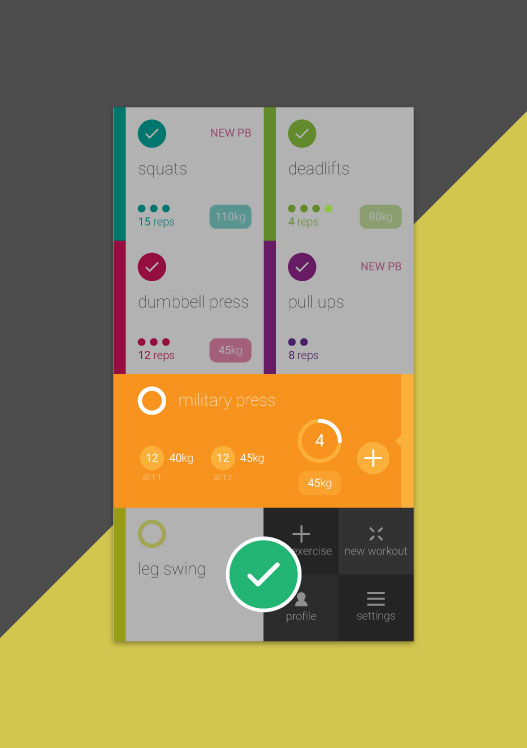 NEW PB
squats
deadlifts
15 reps
110kg
4 reps
80kg
NEW PB
dumbbell press
pull ups
12 reps
45kg
8 reps
military press
4
12
40kg
12
45kg
SET 1
SET 2
45kg
exercise
new workout
leg swing
profile
settings